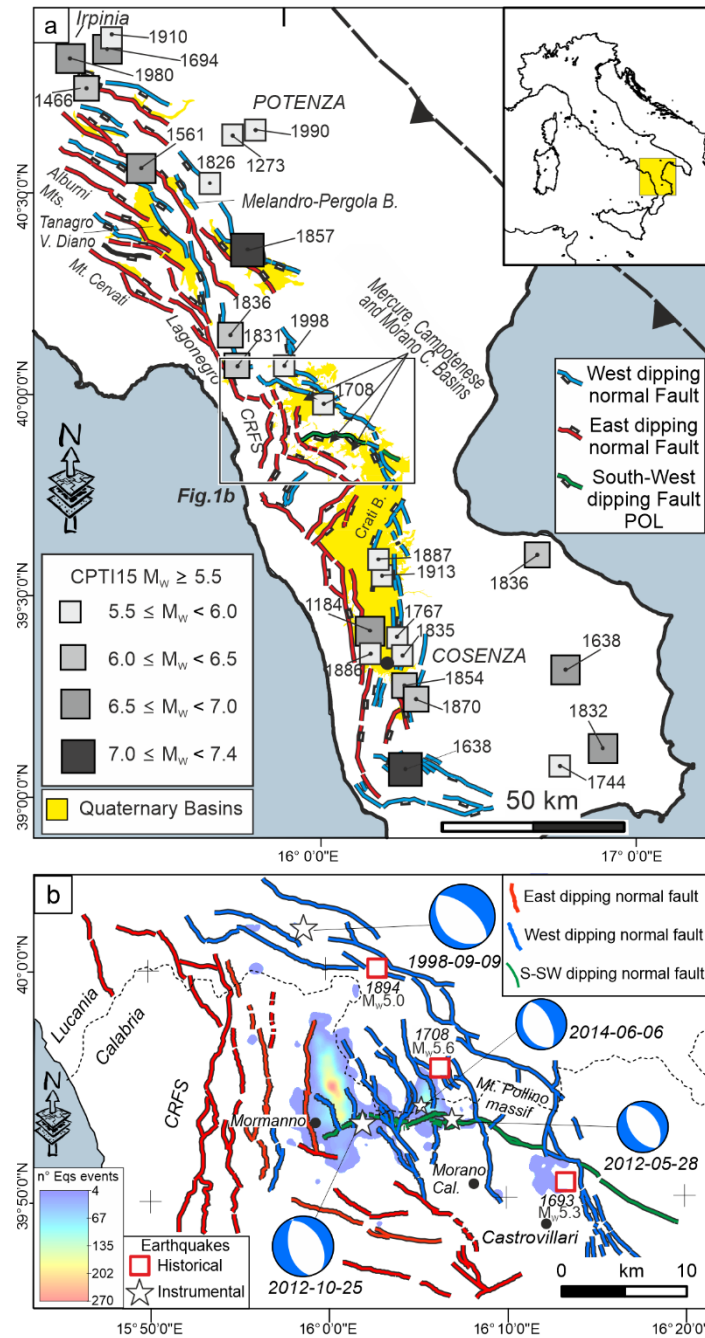 a
Irpinia
1910
1694
1980
1466
POTENZA
1990
1273
1561
1826
Alburni
Mts.
Melandro-Pergola B.
Tanagro
V. Diano
1857
Mt. Cervati
1836
1831
1998
Lagonegro
Mercure, Campotenese
and Morano C. Basins
1708
CRFS
Fig.1b
Crati B.
1887
1913
1836
1184
1767
1835
1886
COSENZA
1638
1854
1870
1832
1638
1744
40°30'0"N
40°0'0"N
39°30'0"N
39°0'0"N
16°0'0"E
17°0'0"E
50 km
N
West dipping
normal Fault
East dipping
normal Fault
South-West
dipping Fault
POL
CPTI15 Mw ≥ 5.5
5.5 ≤ Mw < 6.0
6.0 ≤ Mw < 6.5
6.5 ≤ Mw < 7.0
7.0 ≤ Mw < 7.4
Quaternary Basins
b
East dipping normal fault
West dipping normal fault
S-SW dipping normal fault
1998-09-09
1894
Mw5.0
Lucania
Calabria
1708
Mw5.6
2014-06-06
Mt. Pollino
massif
CRFS
N
Mormanno
2012-05-28
Morano
Cal.
1693
Mw5.3
Castrovillari
2012-10-25
n° Eqs events
4
67
135
202
270
Earthquakes
Historical
Instrumental
0 km 10
40°0'0"N
39°50'0"N
15°50'0"E
16°0'0"E
16°10'0"E
16°20'0"E